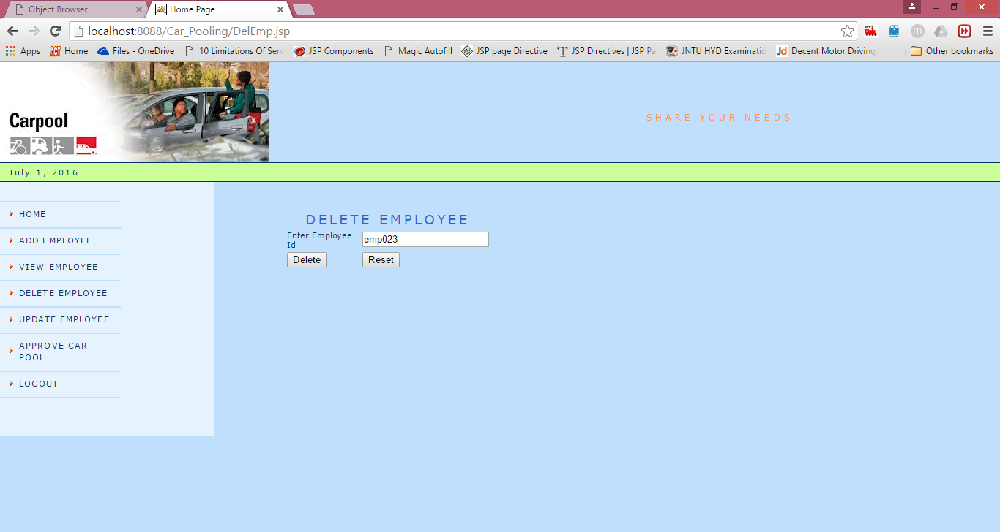 Object Browser
Home Page
localhost:8088/Car_Pooling/DelEmp.jsp
Apps
ACT Home
Files - OneDrive
10 Limitations Of Serv
JSP Components
Magic Autofill
JSP page Directive
JSP Directives | JSP Pa
JNTU HYD Examinatio
Jd Decent Motor Driving
Other bookmarks
Carpool
SHARE YOUR NEEDS
July 1, 2016
HOME
ADD EMPLOYEE
VIEW EMPLOYEE
DELETE EMPLOYEE
UPDATE EMPLOYEE
APPROVE CAR
POOL
LOGOUT
DELETE EMPLOYEE
Enter Employee
Id
emp023
Delete
Reset